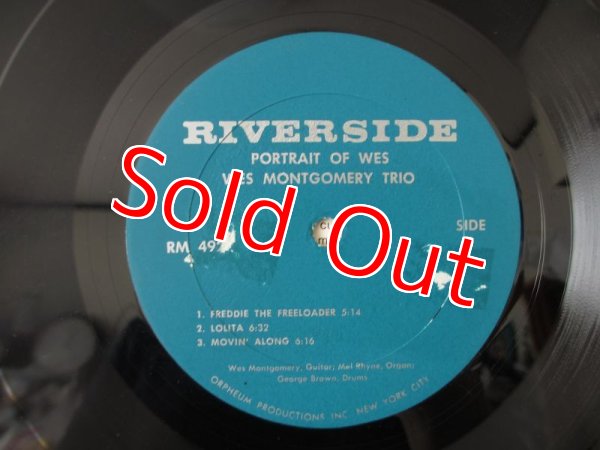 RIVERSIDE
PORTRAIT OF WES
WES MONTGOMERY TRIO
Sold Out
SIDE
RM 49
1. FREDDIE THE FREELOADER 5:14
2. LOLITA 6:32
3. MOVIN' ALONG 6:16
Wes Montgomery, Guitar; Mel Rhyne, Organ;
George Brown, Drums
ORPHEUM PRODUCTIONS INC. NEW YORK CITY